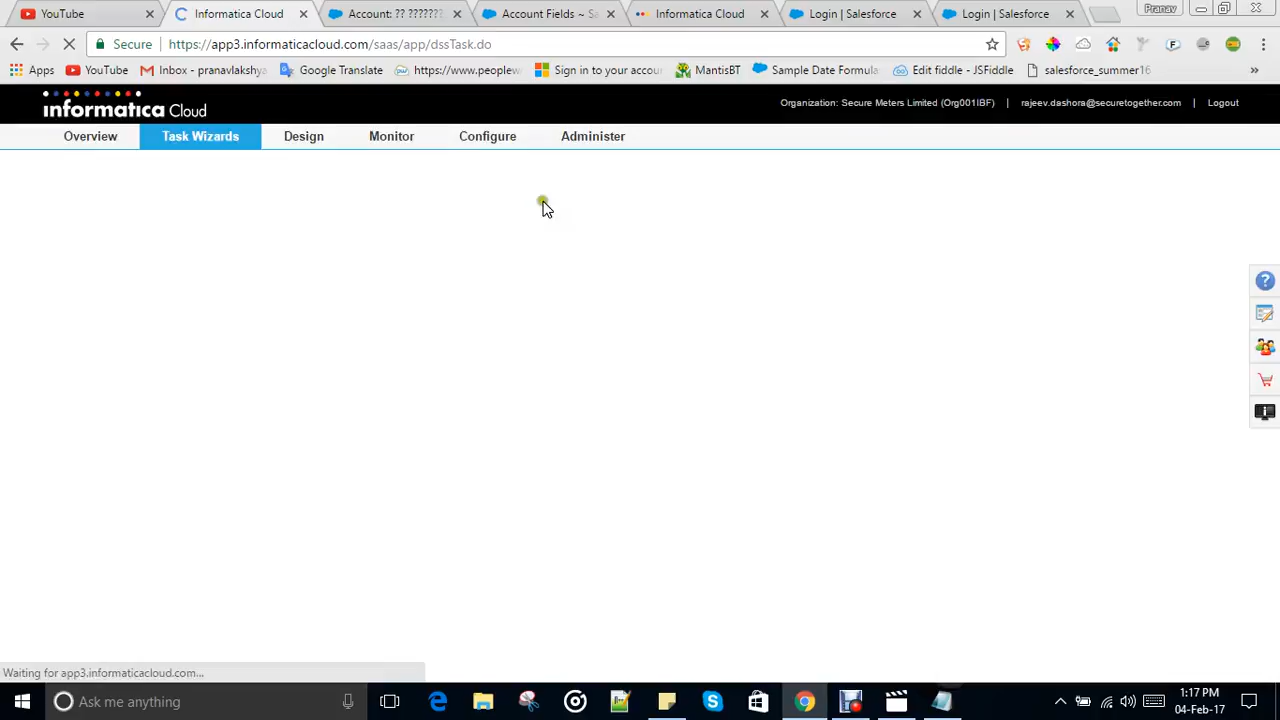 YouTube
Informatica Cloud
Account: ?? ???????
Account Fields ~ Sa
Informatica Cloud
Login | Salesforce
Login | Salesforce
Pranav
Secure
https://app3.informaticacloud.com/saas/app/dssTask.do
Apps
YouTube
Inbox - pranavlakshya
Google Translate
https://www.peoplew
Sign in to your accou
MantisBT
Sample Date Formula
Edit fiddle - JSFiddle
salesforce_summer16
»
informatica Cloud
Organization: Secure Meters Limited (Org001IBF) | rajeev.dashora@securetogether.com | Logout
Overview
Task Wizards
Design
Monitor
Configure
Administer
Waiting for app3.informaticacloud.com...
Ask me anything
1:17 PM
04-Feb-17